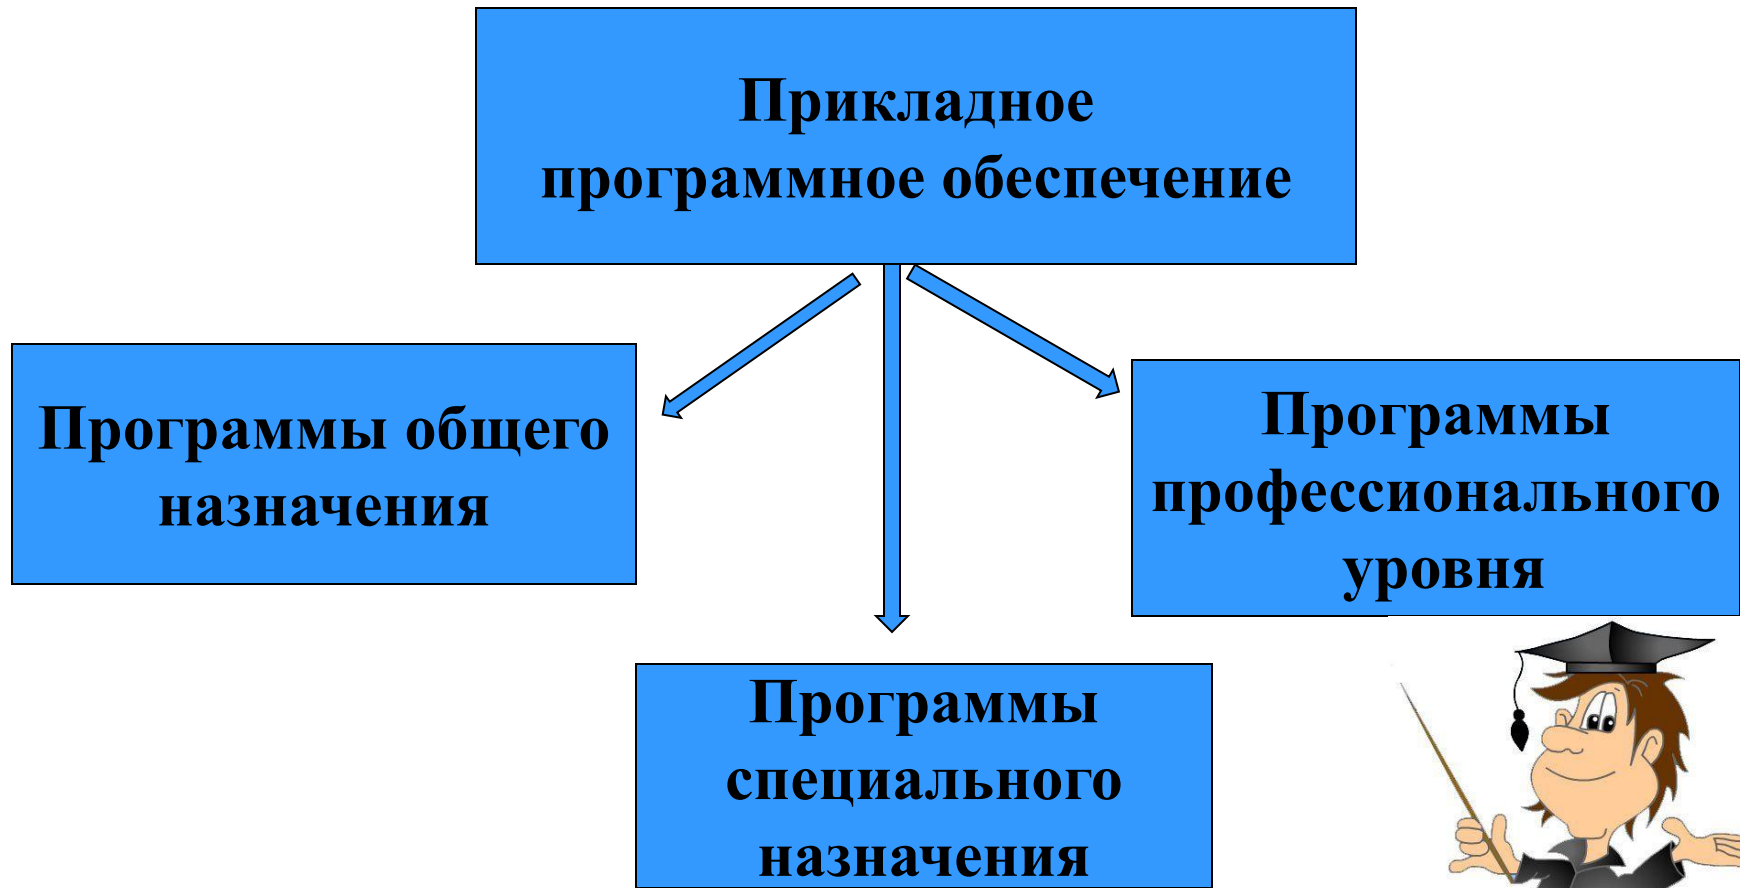 Прикладное
программное обеспечение
Программы общего
назначения
Программы
профессионального
уровня
Программы
специального
назначения